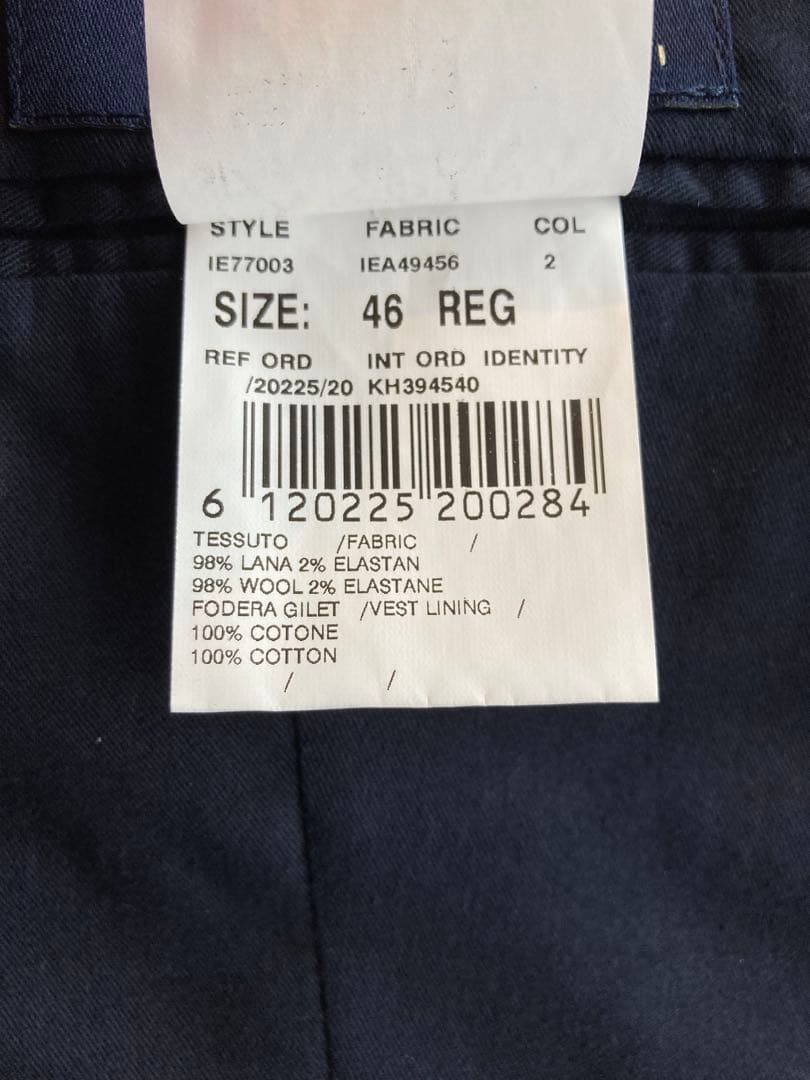 STYLE FABRIC COL
IE77003 IEA49456 2
SIZE: 46 REG
REF ORD INT ORD IDENTITY
/20225/20 KH394540
6 120225 200284
TESSUTO /FABRIC /
98% LANA 2% ELASTAN
98% WOOL 2% ELASTANE
FODERA GILET /VEST LINING /
100% COTONE
100% COTTON
/ /